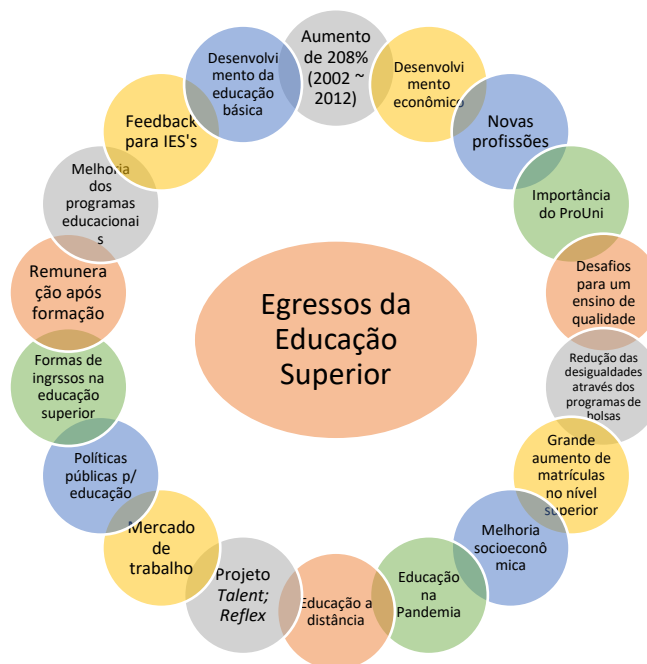 Aumento
de 208%
(2002 ~
2012)
Desenvolvi
mento
econômico
Novas
profissões
Importância
do ProUni
Desafios
para um
ensino de
qualidade
Redução das
desigualdades
através dos
programas de
bolsas
Grande
aumento de
matrículas
no nível
superior
Melhoria
socioeconô
mica
Educação
na
Pandemia
Educação a
distância
Projeto
Talent;
Reflex
Mercado
de
trabalho
Políticas
públicas p/
educação
Formas de
ingrssos na
educação
superior
Remunera
ção após
formação
Melhoria
dos
programas
educacionai
s
Feedback
para IES's
Desenvolvi
mento da
educação
básica
Egressos da
Educação
Superior